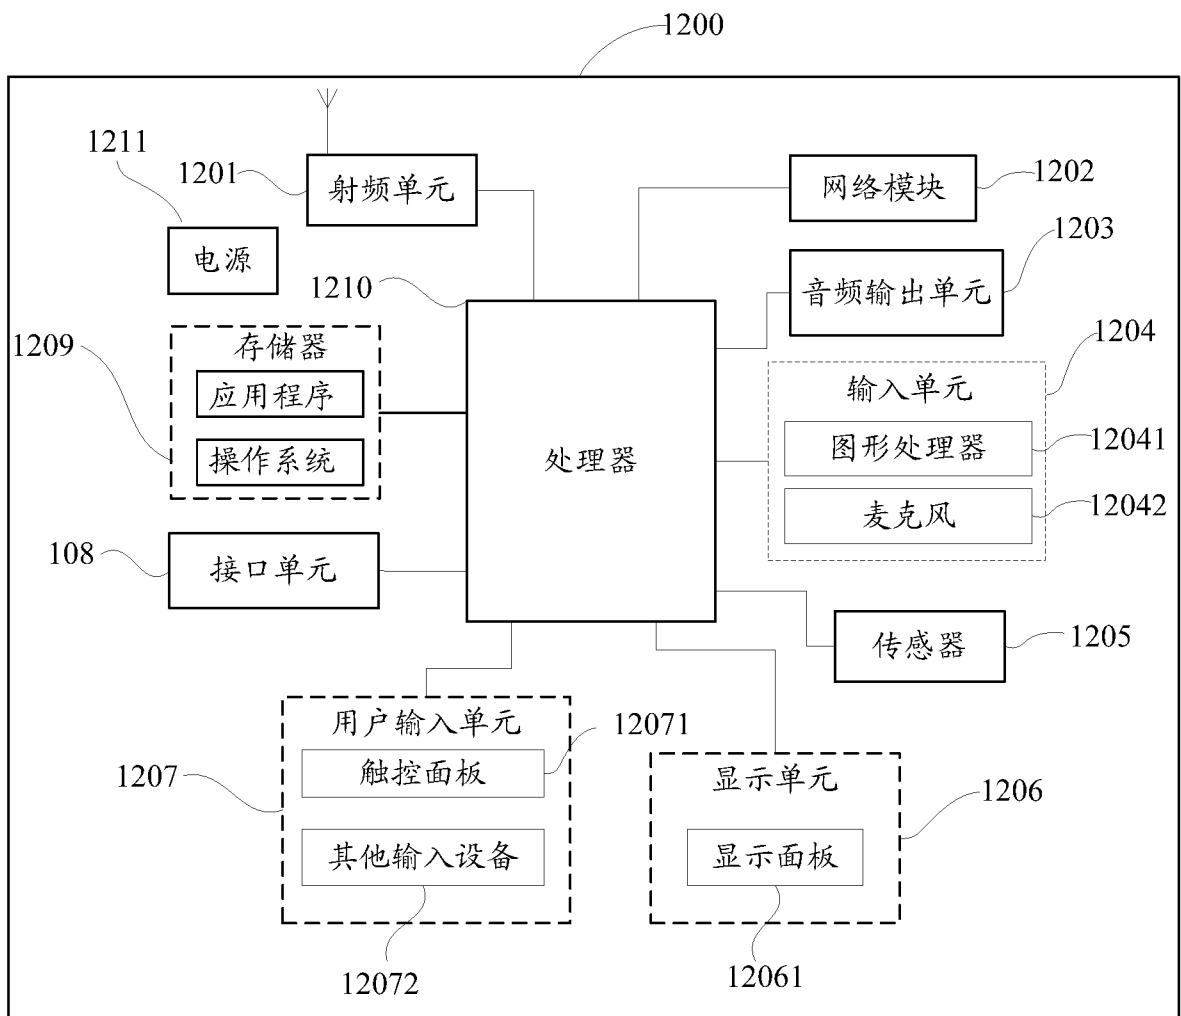 1200
1211
1201
射频单元
网络模块
1202
电源
1203
音频输出单元
1210
1209
存储器
应用程序
操作系统
处理器
1204
输入单元
图形处理器
12041
麦克风
12042
108
接口单元
传感器
1205
用户输入单元
12071
触控面板
1207
其他输入设备
12072
显示单元
1206
显示面板
12061